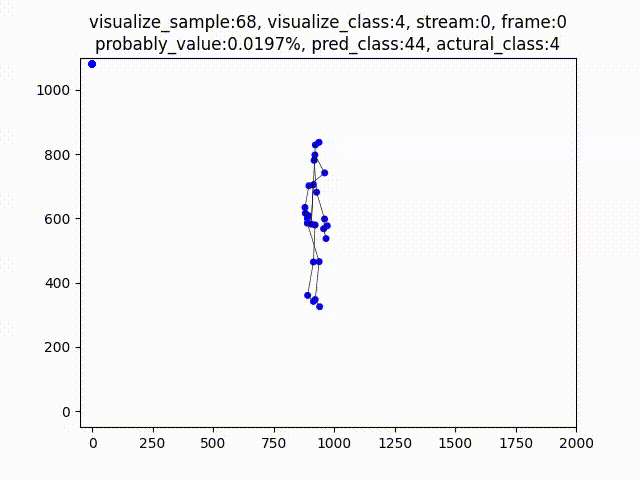 visualize_sample:68, visualize_class:4, stream:0, frame:0
probably_value:0.0197%, pred_class:44, actural_class:4
1000
800
600
400
200
0
0 250 500 750 1000 1250 1500 1750 2000